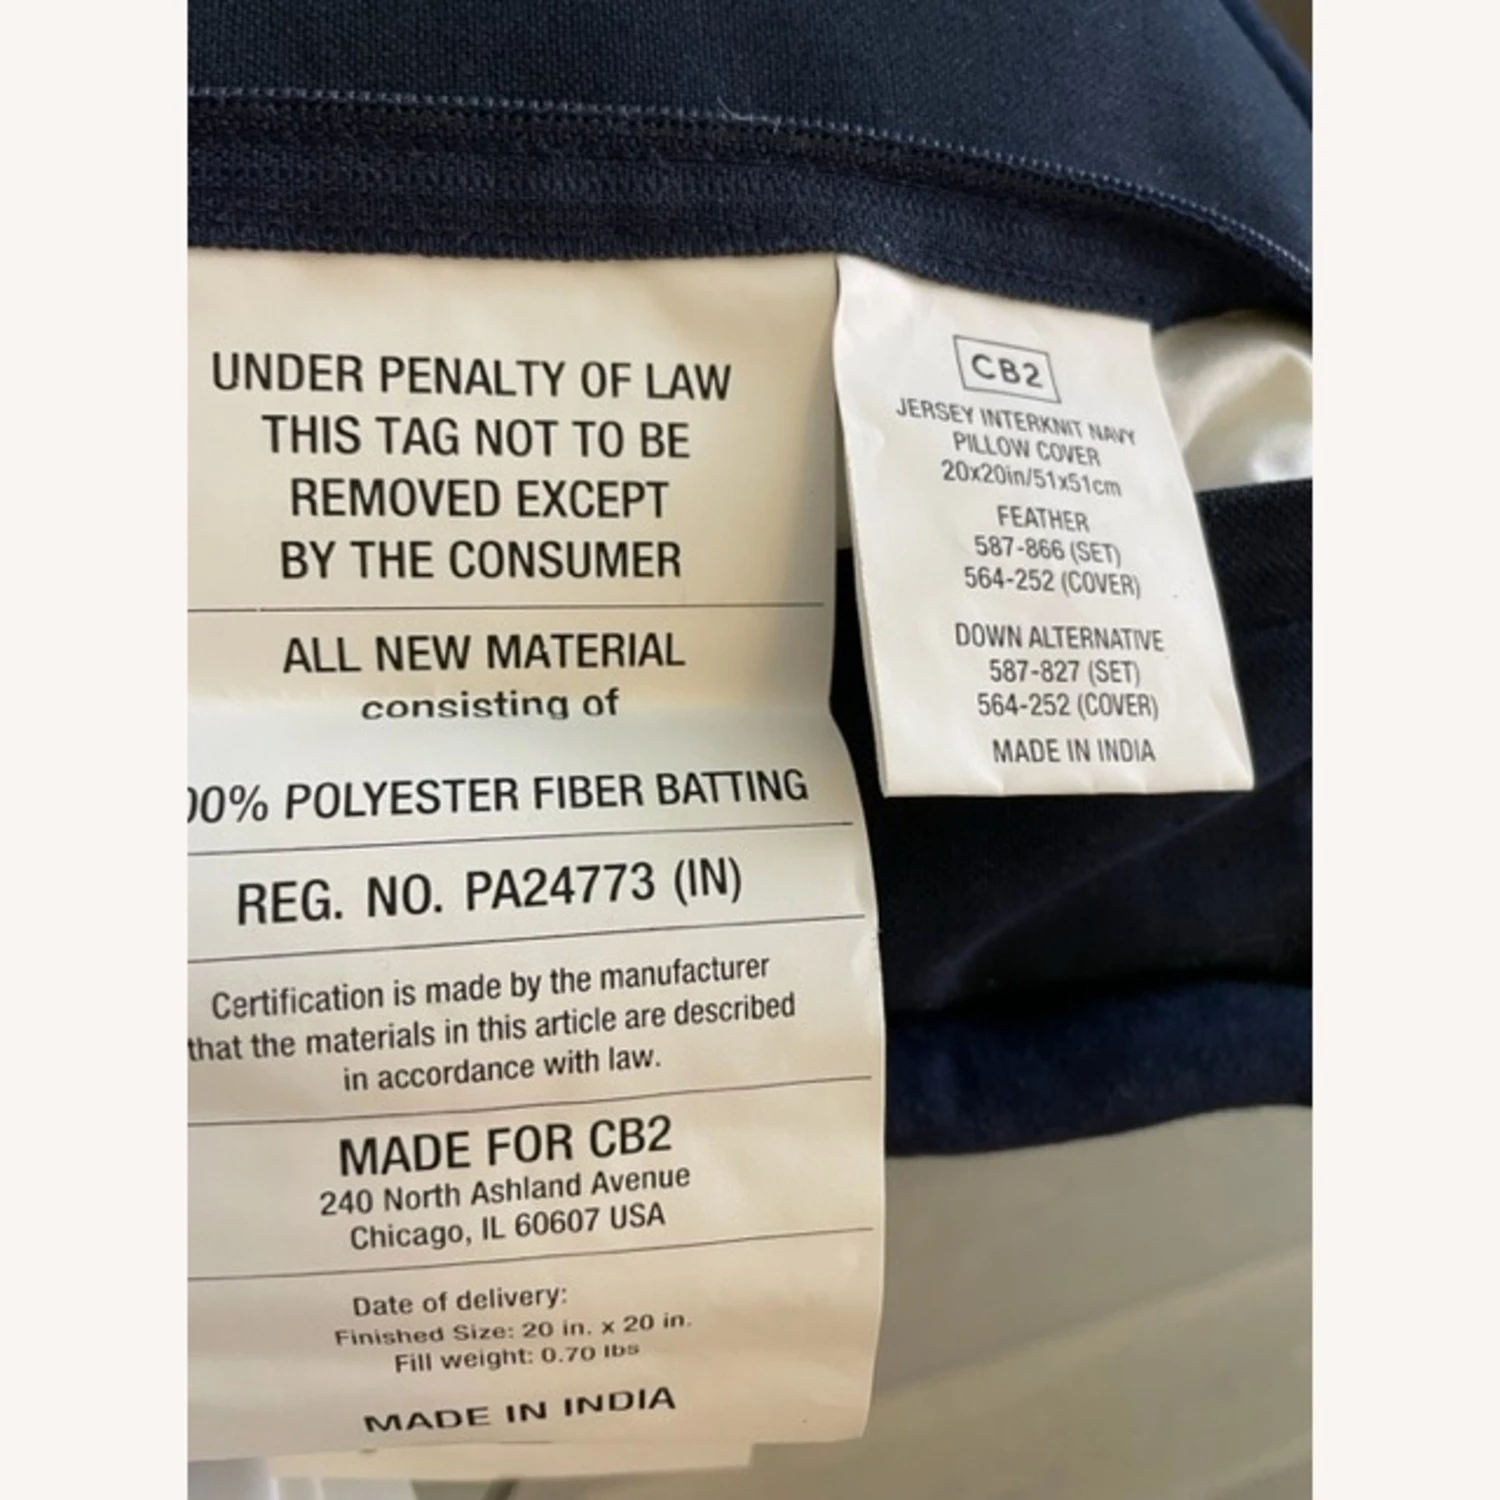 UNDER PENALTY OF LAW
THIS TAG NOT TO BE
REMOVED EXCEPT
BY THE CONSUMER
ALL NEW MATERIAL
consisting of
00% POLYESTER FIBER BATTING
REG. NO. PA24773 (IN)
Certification is made by the manufacturer
that the materials in this article are described
in accordance with law.
MADE FOR CB2
240 North Ashland Avenue
Chicago, IL 60607 USA
Date of delivery:
Finished Size: 20 in. x 20 in.
Fill weight: 0.70 lbs
MADE IN INDIA
CB2
JERSEY INTERKNIT NAVY
PILLOW COVER
20x20in/51x51cm
FEATHER
587-866 (SET)
564-252 (COVER)
DOWN ALTERNATIVE
587-827 (SET)
564-252 (COVER)
MADE IN INDIA